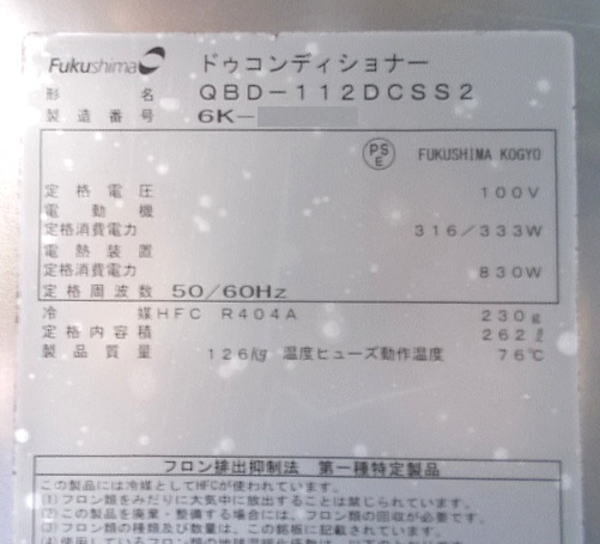 Fukushima ドゥコンディショナー
形 名 QBD-112DCSS2
製造番号 6K-
PSE FUKUSHIMA KOGYO
定格電圧 100V
電動機
定格消費電力 316/333W
電熱装置
定格消費電力 830W
定格周波数 50/60Hz
冷 媒 HFC R404A 230g
定格内容積 262ℓ
製品質量 126kg 温度ヒューズ動作温度 76℃
フロン排出抑制法 第一種特定製品
この製品には冷媒としてHFCが使われています。
(1)フロン類をみだりに大気中に放出することは禁じられています。
(2)この製品を廃棄・整備する場合には、フロン類の回収が必要です。
(3)フロン類の種類及び数量は、この銘板に記載されています。